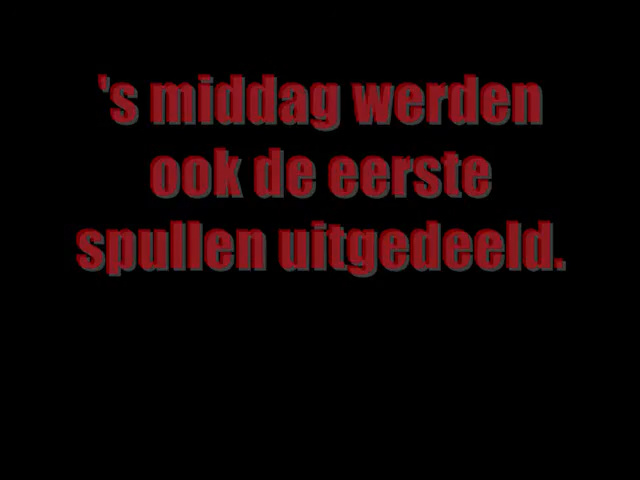 's middag werden
ook de eerste
spullen uitgedeeld.